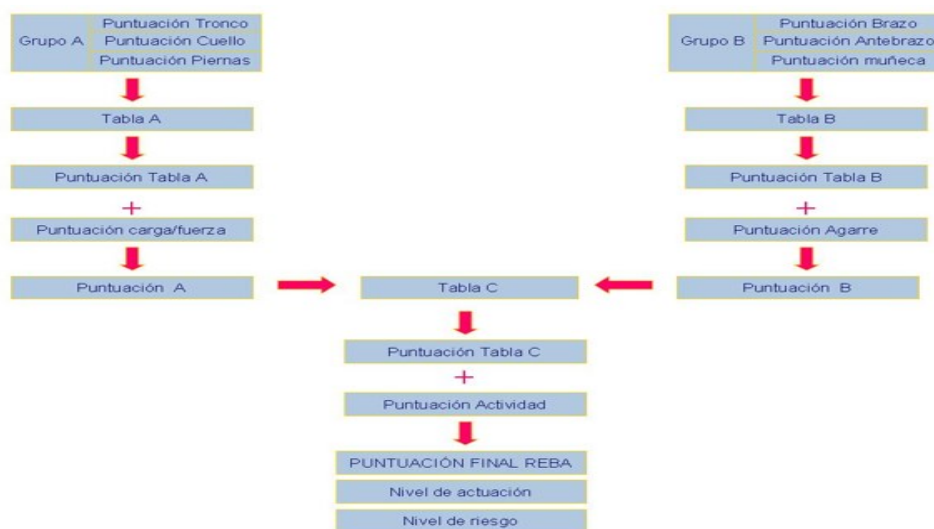 Grupo A
Puntuación Tronco
Puntuación Cuello
Puntuación Piernas
Tabla A
Puntuación Tabla A
+
Puntuación carga/fuerza
Puntuación A
Grupo B
Puntuación Brazo
Puntuación Antebrazo
Puntuación muñeca
Tabla B
Puntuación Tabla B
+
Puntuación Agarre
Puntuación B
Tabla C
Puntuación Tabla C
+
Puntuación Actividad
PUNTUACIÓN FINAL REBA
Nivel de actuación
Nivel de riesgo